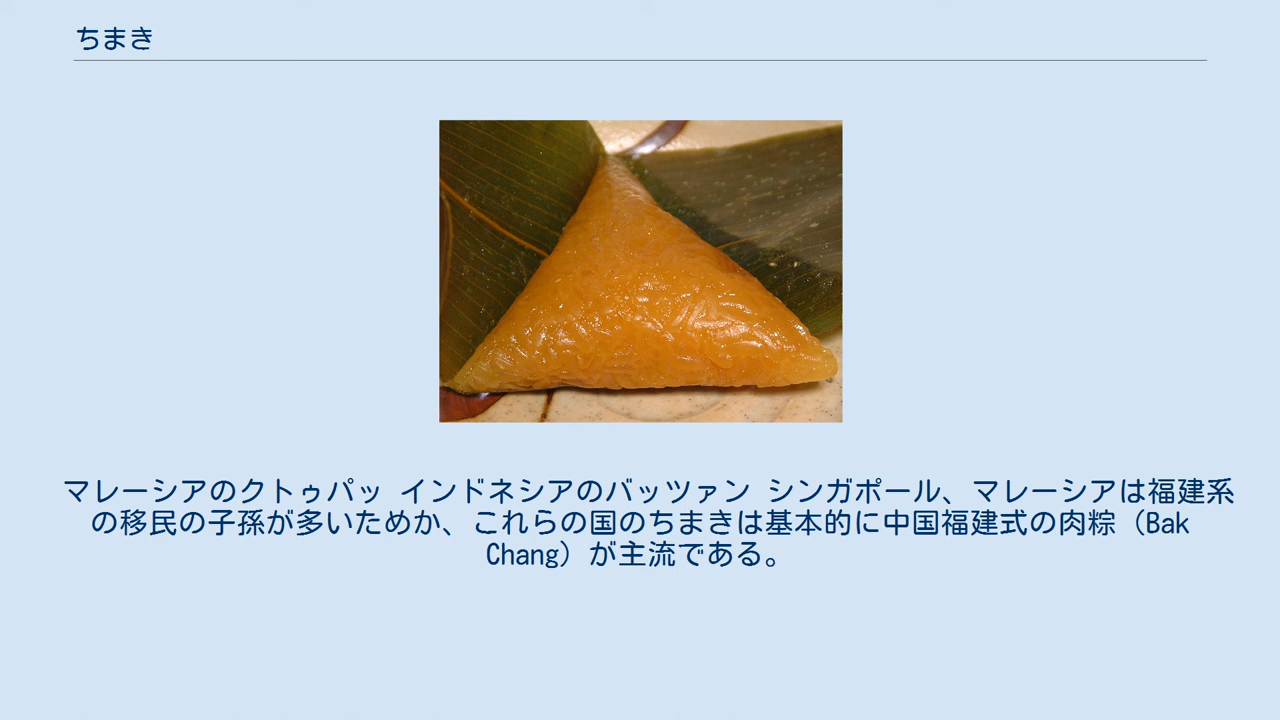 ちまき
マレーシアのクトゥパッ インドネシアのバッツァン シンガポール、マレーシアは福建系
の移民の子孫が多いためか、これらの国のちまきは基本的に中国福建式の肉粽（Bak
Chang）が主流である。